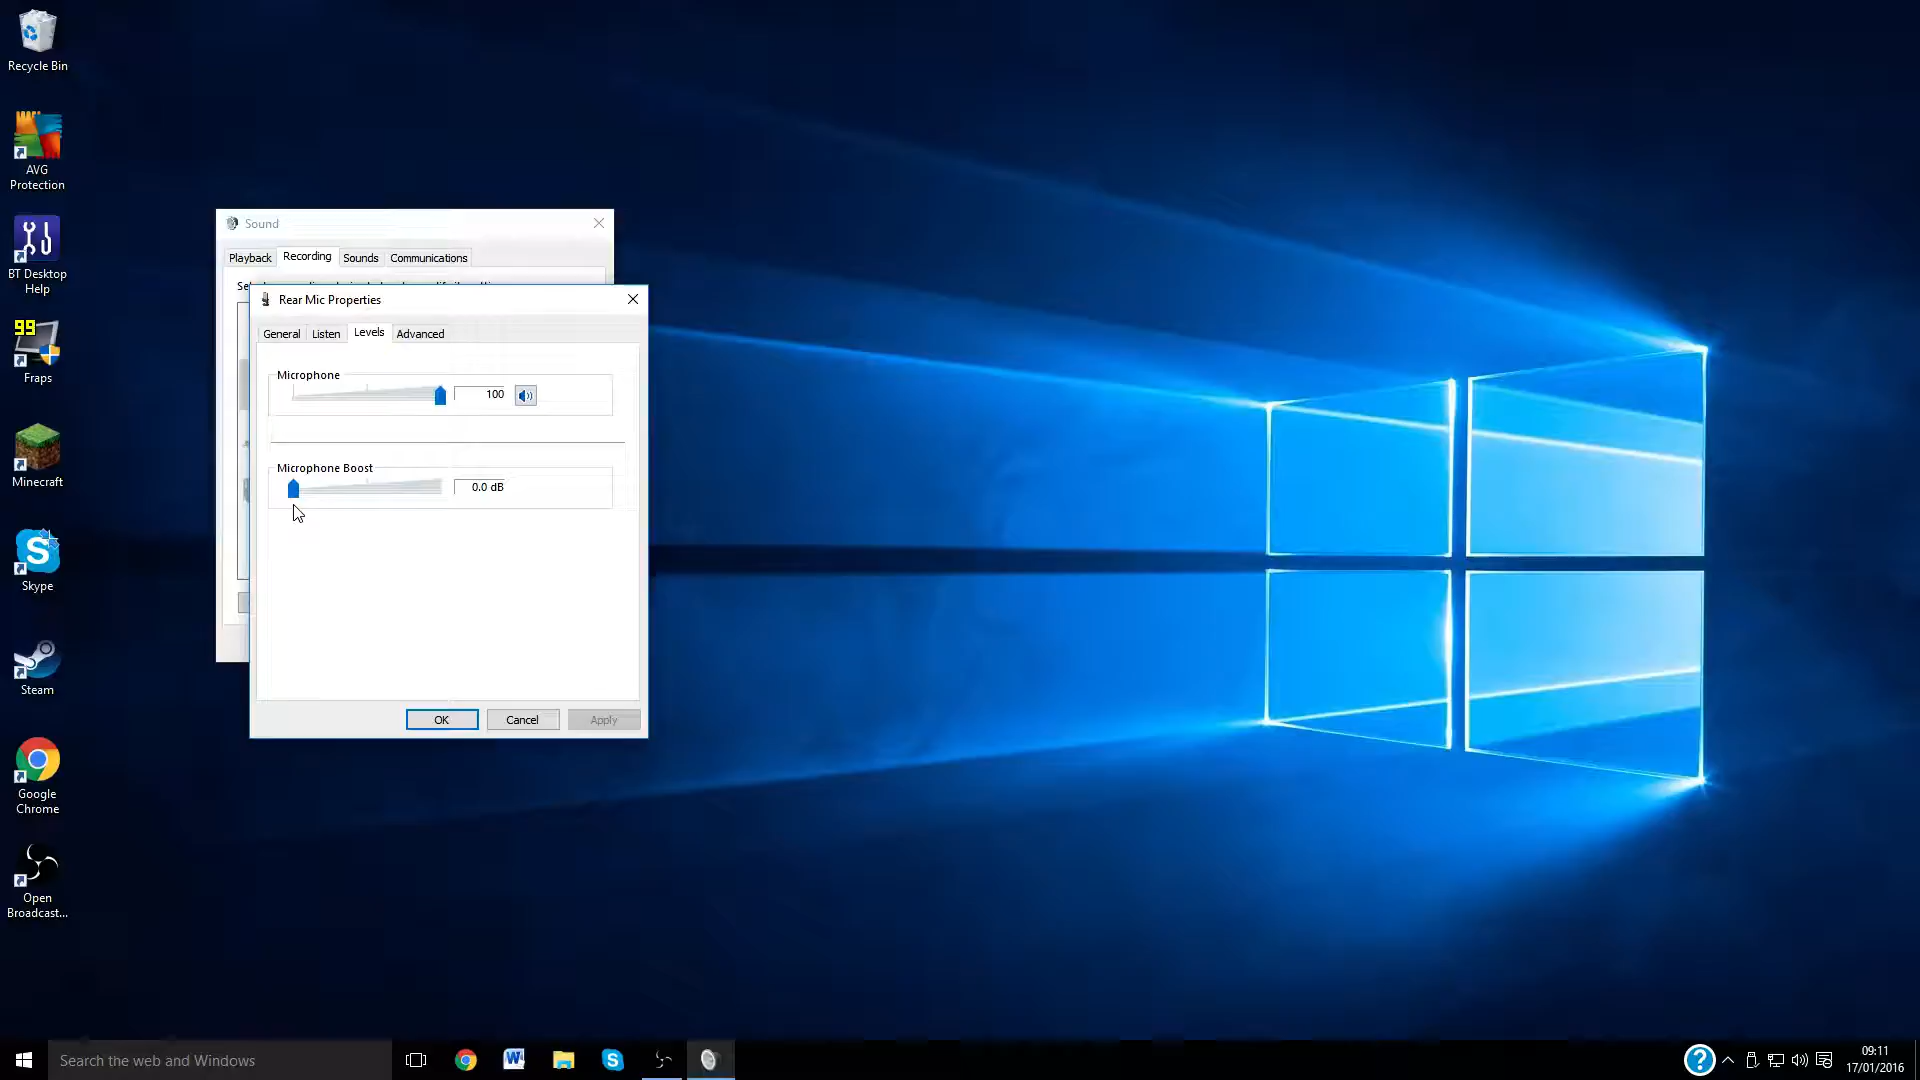 Recycle Bin
AVG
Protection
BT Desktop
Help
99
Fraps
Minecraft
Skype
Steam
Google
Chrome
Open
Broadcast...
Sound
Playback
Recording
Sounds
Communications
Rear Mic Properties
General
Listen
Levels
Advanced
Microphone
100
Microphone Boost
0.0 dB
OK
Cancel
Apply
Search the web and Windows
09:11
17/01/2016